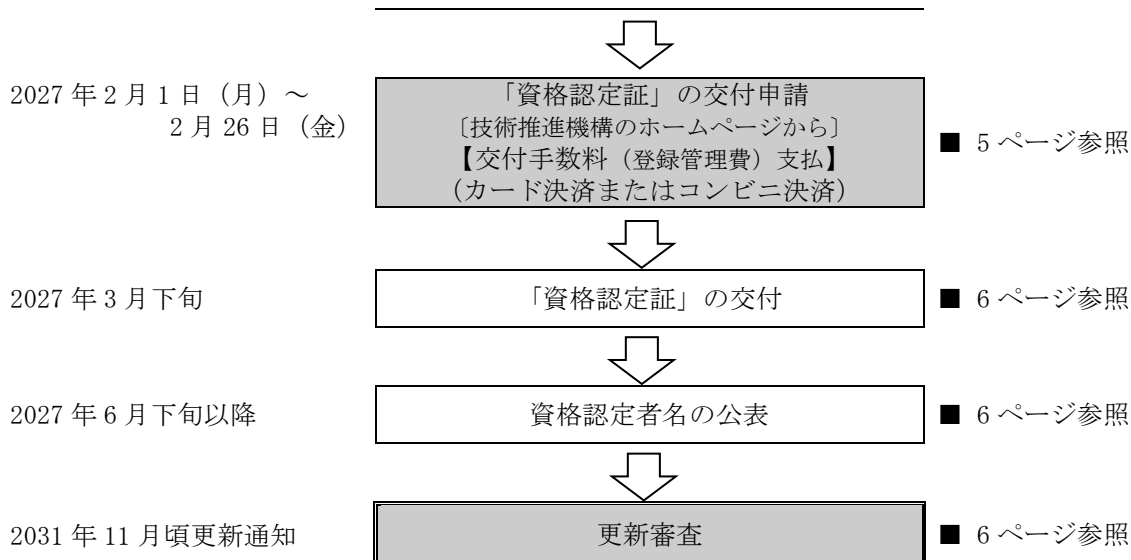 2027 年 2 月 1 日（月）～
2 月 26 日（金）
「資格認定証」の交付申請
〔技術推進機構のホームページから〕
【交付手数料（登録管理費）支払】
（カード決済またはコンビニ決済）
■ 5 ページ参照
2027 年 3 月下旬
「資格認定証」の交付
■ 6 ページ参照
2027 年 6 月下旬以降
資格認定者名の公表
■ 6 ページ参照
2031 年 11 月頃更新通知
更新審査
■ 6 ページ参照